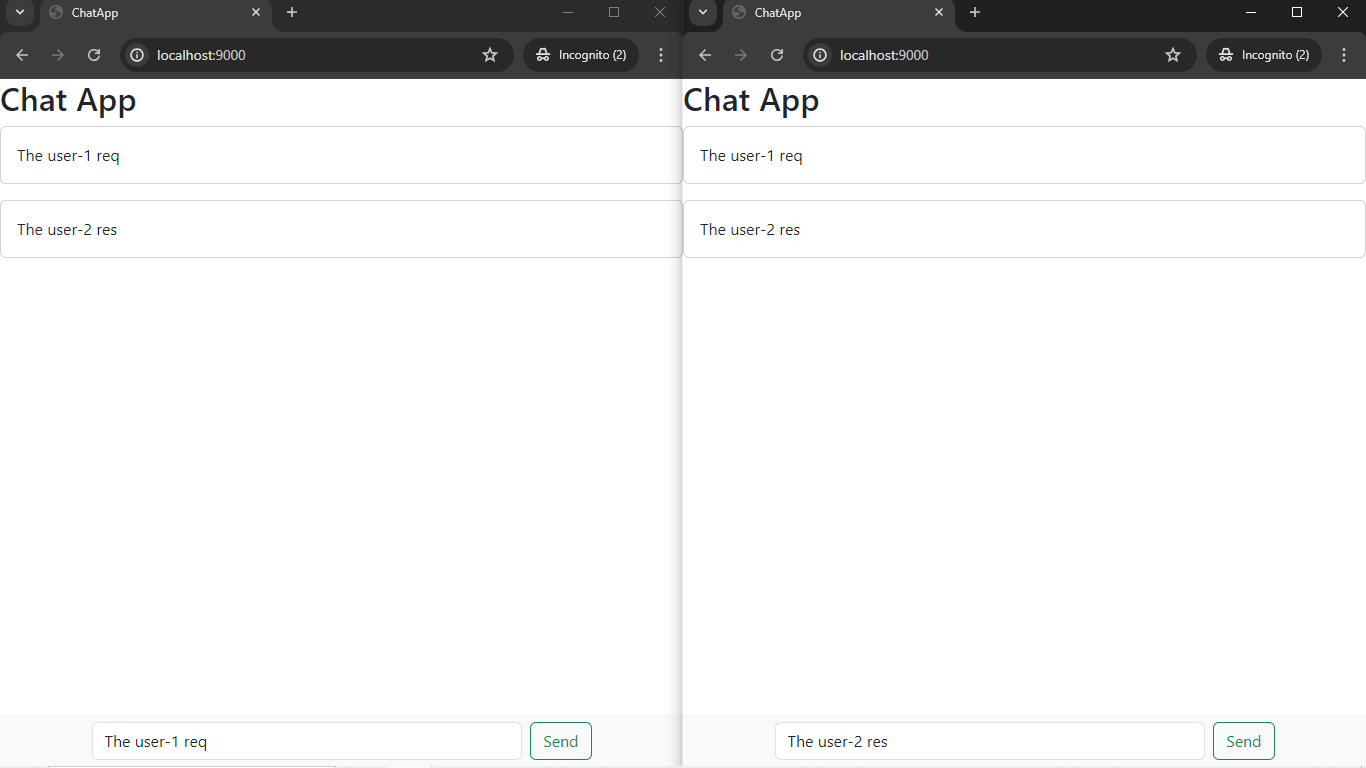 ChatApp
localhost:9000
Incognito (2)
Chat App
The user-1 req
The user-2 res
The user-1 req
Send
ChatApp
localhost:9000
Incognito (2)
Chat App
The user-1 req
The user-2 res
The user-2 res
Send